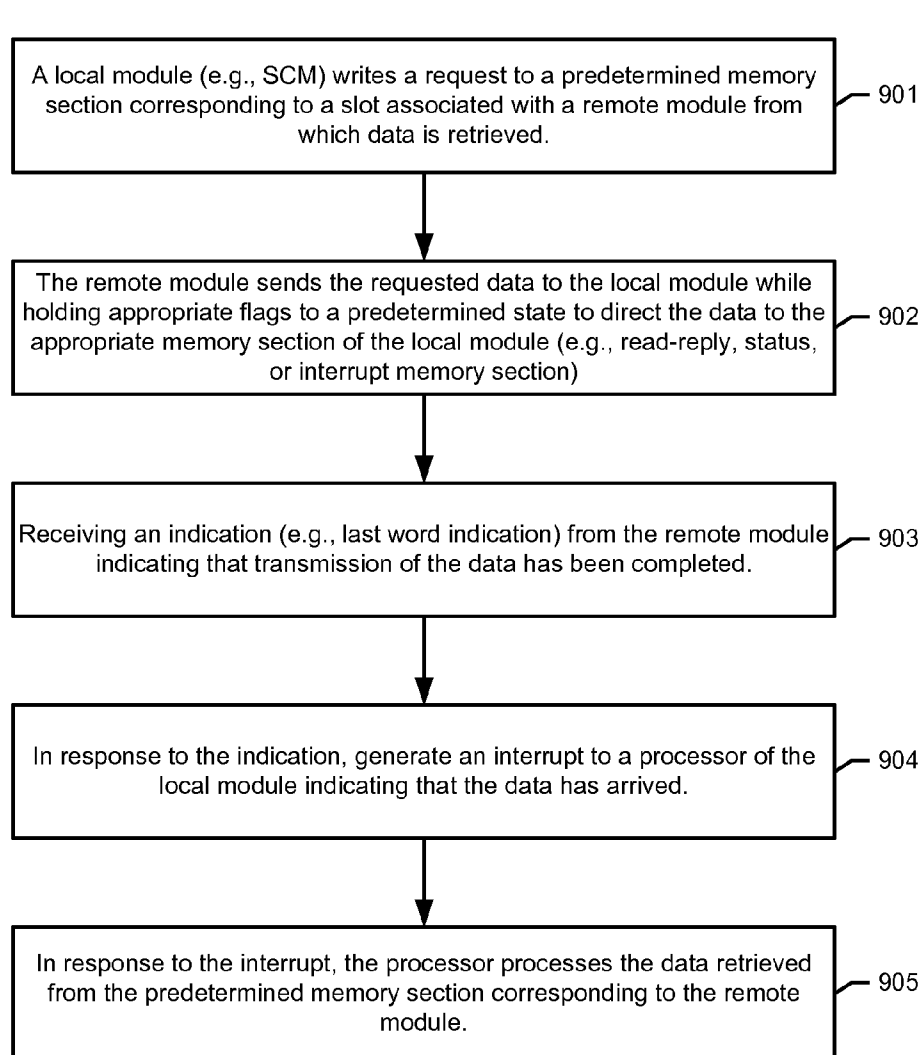 A local module (e.g., SCM) writes a request to a predetermined memory
section corresponding to a slot associated with a remote module from
which data is retrieved.
901
The remote module sends the requested data to the local module while
holding appropriate flags to a predetermined state to direct the data to the
appropriate memory section of the local module (e.g., read-reply, status,
or interrupt memory section)
902
Receiving an indication (e.g., last word indication) from the remote module
indicating that transmission of the data has been completed.
903
In response to the indication, generate an interrupt to a processor of the
local module indicating that the data has arrived.
904
In response to the interrupt, the processor processes the data retrieved
from the predetermined memory section corresponding to the remote
module.
905